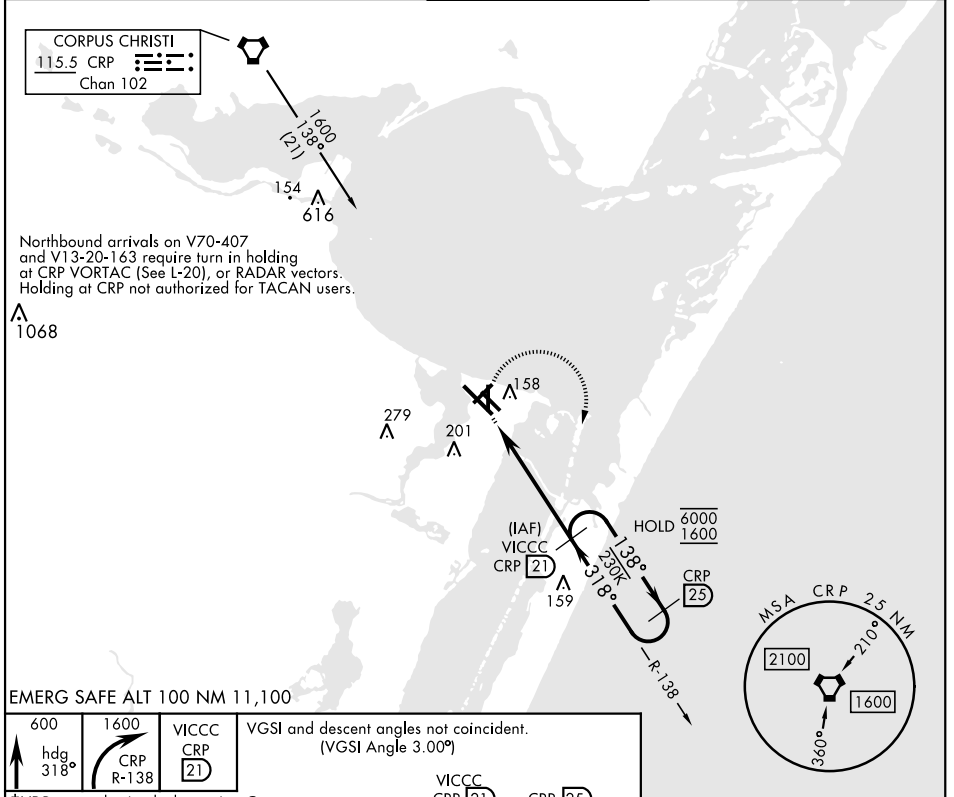 CORPUS CHRISTI
115.5 CRP
Chan 102
1600
138°
(21)
154
616
Northbound arrivals on V70-407
and V13-20-163 require turn in holding
at CRP VORTAC (See L-20), or RADAR vectors.
Holding at CRP not authorized for TACAN users.
1068
158
279
201
(IAF)
VICCC
CRP 21
HOLD 6000
1600
138°
230K
318°
CRP
25
159
R-138
MSA CRP 25 NM
2100
210°
1600
360°
EMERG SAFE ALT 100 NM 11,100
600
hdg
318°
1600
CRP
R-138
VICCC
CRP
21
VGSI and descent angles not coincident.
(VGSI Angle 3.00°)
VICCC
CRP 21
CRP 25